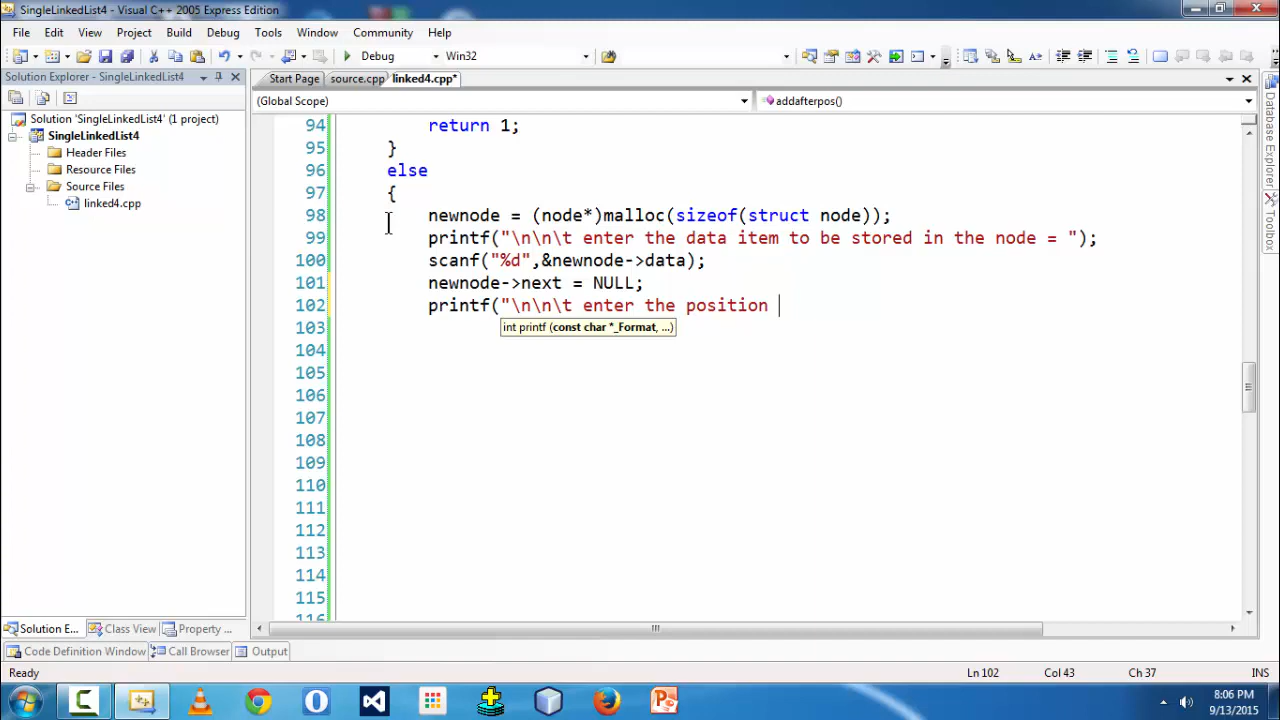 SingleLinkedList4 - Visual C++ 2005 Express Edition
File Edit View Project Build Debug Tools Window Community Help
Debug Win32
Solution Explorer - SingleLinkedList4
Start Page source.cpp linked4.cpp*
(Global Scope) addafterpos()
Solution 'SingleLinkedList4' (1 project)
SingleLinkedList4
Header Files
Resource Files
Source Files
linked4.cpp
94 return 1;
95 }
96 else
97 {
98 newnode = (node*)malloc(sizeof(struct node));
99 printf("\n\n\t enter the data item to be stored in the node = ");
100 scanf("%d",&newnode->data);
101 newnode->next = NULL;
102 printf("\n\n\t enter the position
103 int printf (const char *_Format, ...)
104
105
106
107
108
109
110
111
112
113
114
115
116
Database Explorer
Toolbox
Solution E... Class View Property ...
Code Definition Window Call Browser Output
Ready Ln 102 Col 43 Ch 37 INS
8:06 PM
9/13/2015